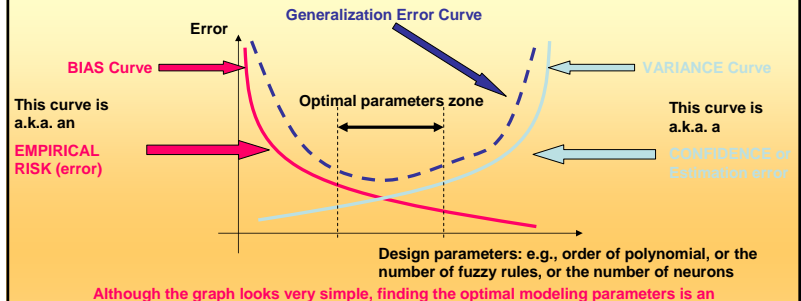 Generalization Error Curve
Error
BIAS Curve
VARIANCE Curve
This curve is
a.k.a. an
Optimal parameters zone
This curve is
a.k.a. a
EMPIRICAL
RISK (error)
CONFIDENCE or
Estimation error
Design parameters: e.g., order of polynomial, or the
number of fuzzy rules, or the number of neurons
Although the graph looks very simple, finding the optimal modeling parameters is an